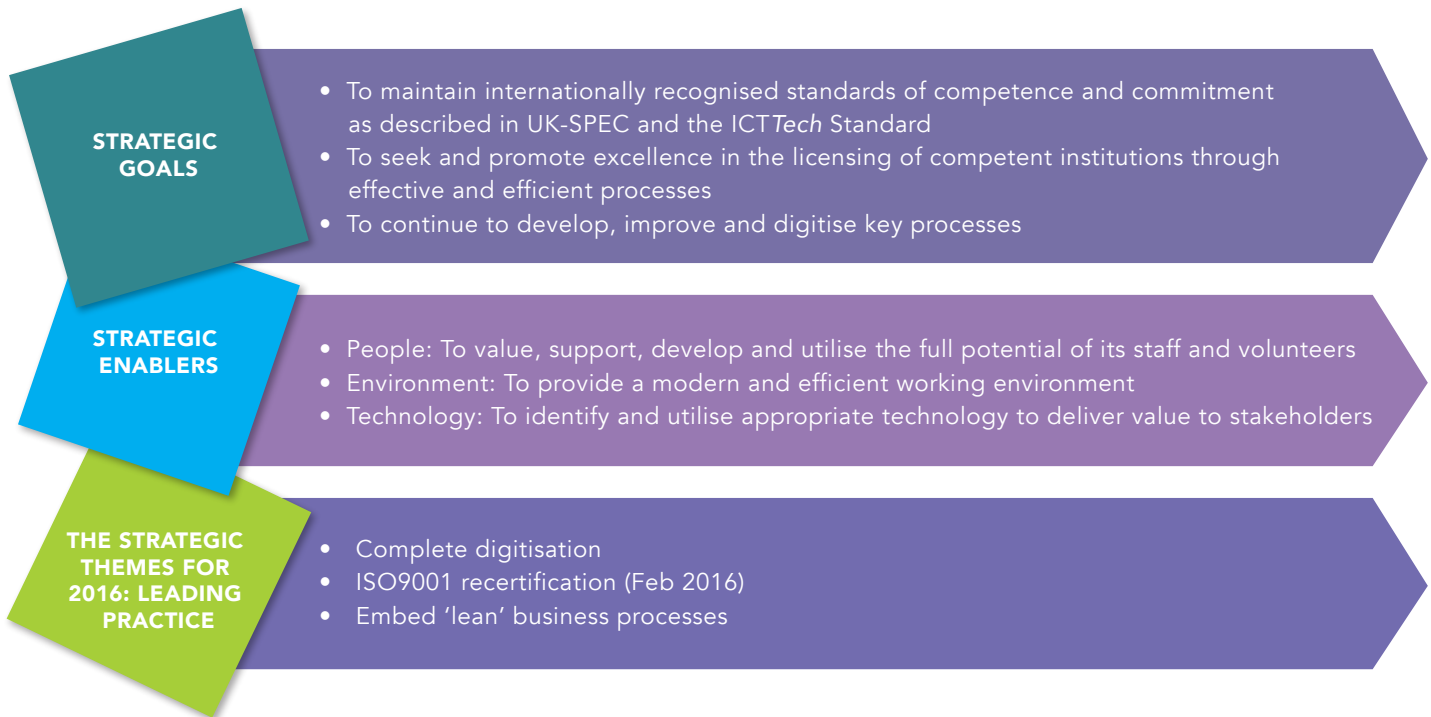 STRATEGIC
GOALS
• To maintain internationally recognised standards of competence and commitment
as described in UK-SPEC and the ICTTech Standard
• To seek and promote excellence in the licensing of competent institutions through
effective and efficient processes
• To continue to develop, improve and digitise key processes
STRATEGIC
ENABLERS
• People: To value, support, develop and utilise the full potential of its staff and volunteers
• Environment: To provide a modern and efficient working environment
• Technology: To identify and utilise appropriate technology to deliver value to stakeholders
THE STRATEGIC
THEMES FOR
2016: LEADING
PRACTICE
• Complete digitisation
• ISO9001 recertification (Feb 2016)
• Embed ‘lean’ business processes